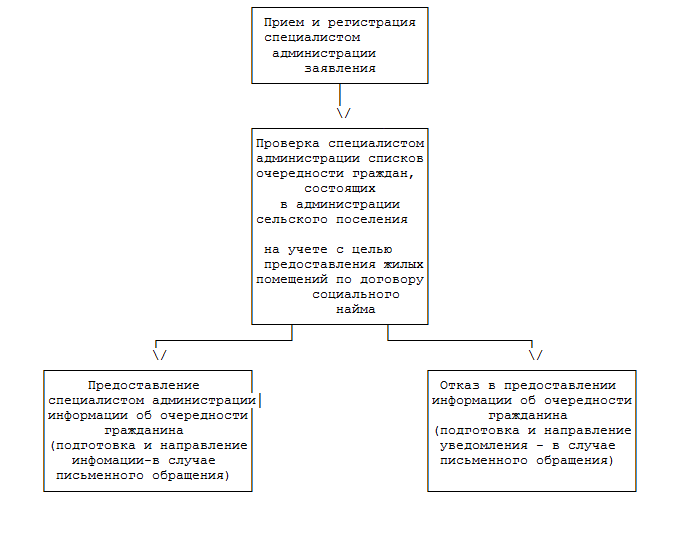 Прием и регистрация
специалистом
администрации
заявления
\/
Проверка специалистом
администрации списков
очередности граждан,
состоящих
в администрации
сельского поселения
на учете с целью
предоставления жилых
помещений по договору
социального
найма
\/
\/
Предоставление
специалистом администрации|
информации об очередности
гражданина
(подготовка и направление
инфомации-в случае
письменного обращения)
Отказ в предоставлении
информации об очередности
гражданина
(подготовка и направление
уведомления - в случае
письменного обращения)